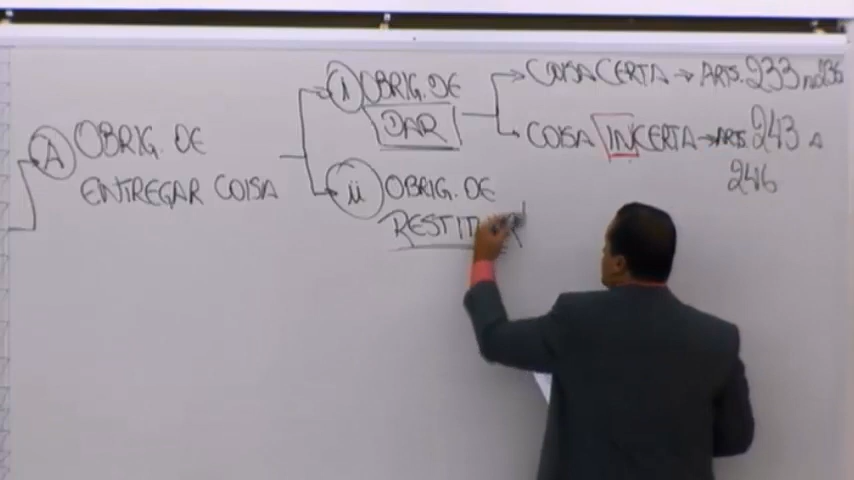 A OBRIG. DE
ENTREGAR COISA
i OBRIG. DE
DAR
COISA CERTA → ARTS. 233 A 236
COISA INCERTA → ARTS. 243 A
246
ii OBRIG. DE